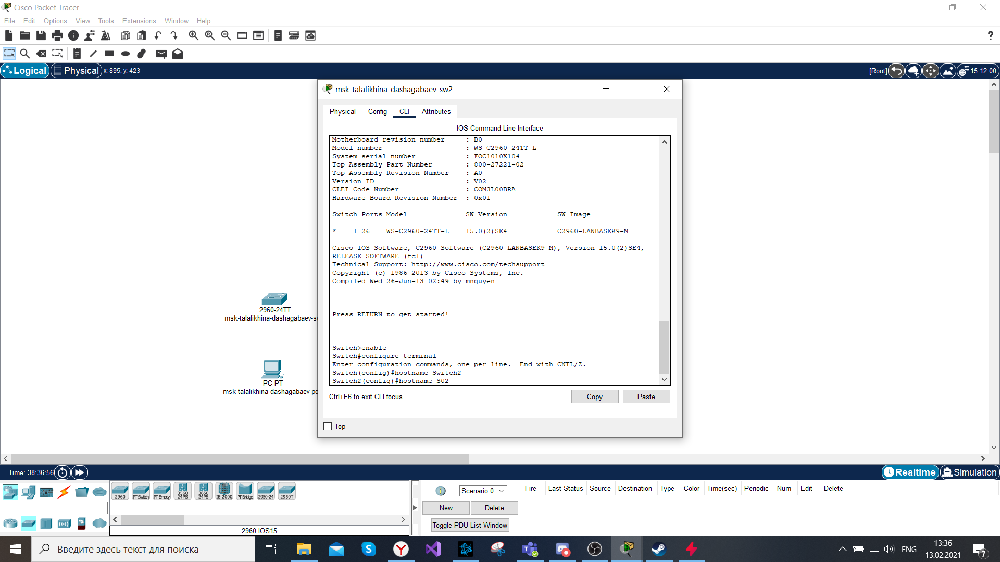 Cisco Packet Tracer
File Edit Options View Tools Extensions Window Help
Logical Physical x: 895, y: 423 [Root] 15:12:00
msk-talalikhina-dashagabaev-sw2
Physical Config CLI Attributes
IOS Command Line Interface
Motherboard revision number : B0
Model number : WS-C2960-24TT-L
System serial number : FOC1010X104
Top Assembly Part Number : 800-27221-02
Top Assembly Revision Number : A0
Version ID : V02
CLEI Code Number : COM3L00BRA
Hardware Board Revision Number : 0x01
Switch Ports Model SW Version SW Image
------ ----- ----- ---------- ----------
* 1 26 WS-C2960-24TT-L 15.0(2)SE4 C2960-LANBASEK9-M
Cisco IOS Software, C2960 Software (C2960-LANBASEK9-M), Version 15.0(2)SE4,
RELEASE SOFTWARE (fc1)
Technical Support: http://www.cisco.com/techsupport
Copyright (c) 1986-2013 by Cisco Systems, Inc.
Compiled Wed 26-Jun-13 02:49 by mnguyen
Press RETURN to get started!
Switch>enable
Switch#configure terminal
Enter configuration commands, one per line. End with CNTL/Z.
Switch(config)#hostname Switch2
Switch2(config)#hostname S02
Ctrl+F6 to exit CLI focus
Copy Paste
Top
2960-24TT
msk-talalikhina-dashagabaev-sw
PC-PT
msk-talalikhina-dashagabaev-pc
Time: 38:36:56
Realtime Simulation
2960 PT-Switch PT-Empty 3560 24PS 3650 24PS IE 2000 PT-Bridge 2950-24 2950T
2960 IOS15
Scenario 0
New Delete
Toggle PDU List Window
Fire Last Status Source Destination Type Color Time(sec) Periodic Num Edit Delete
Введите здесь текст для поиска
ENG
13:36
13.02.2021
7